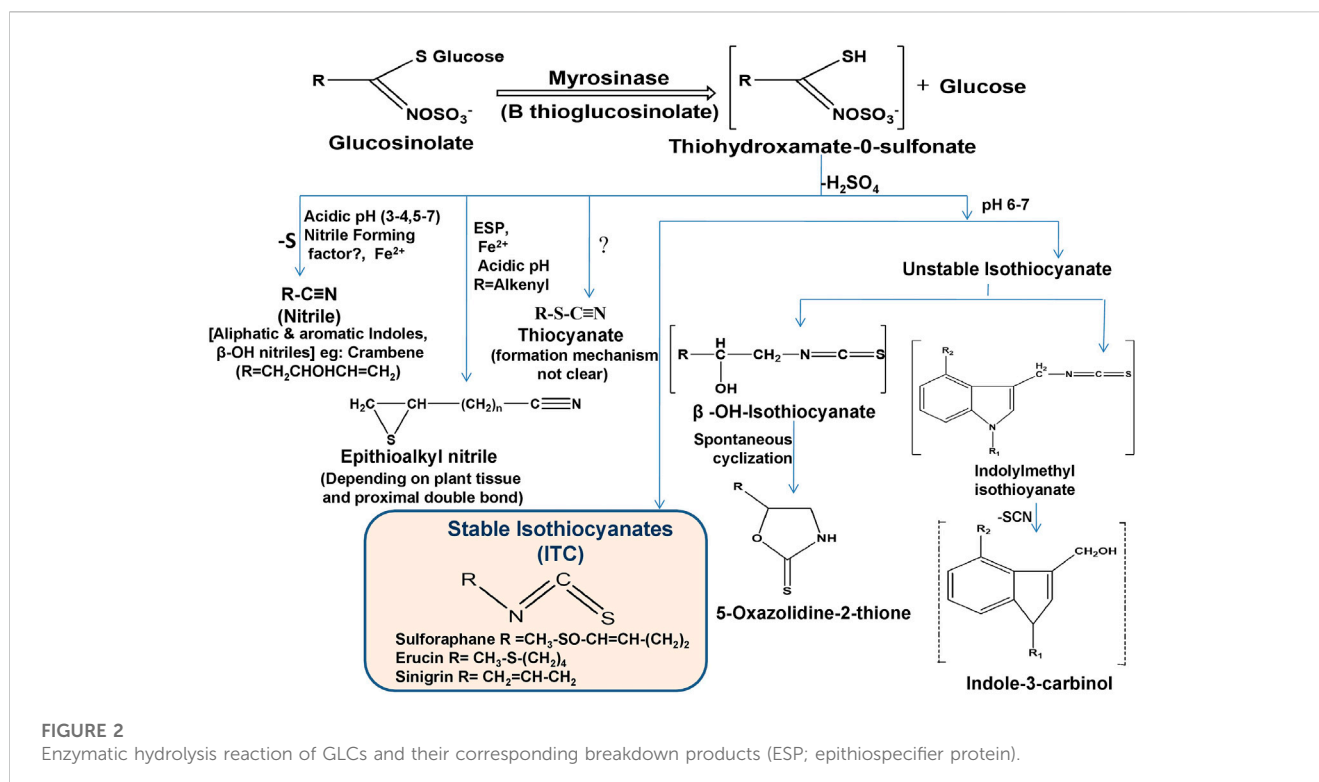 S Glucose
R
NOSO₃⁻
Glucosinolate
Myrosinase
(B thioglucosinolate)
SH
R
NOSO₃⁻
+ Glucose
Thiohydroxamate-0-sulfonate
-H₂SO₄
-S
Acidic pH (3-4,5-7)
Nitrile Forming
factor?, Fe²⁺
R-C≡N
(Nitrile)
[Aliphatic & aromatic Indoles,
β-OH nitriles] eg: Crambene
(R=CH₂CHOHCH=CH₂)
ESP,
Fe²⁺
Acidic pH
R=Alkenyl
H₂C CH (CH₂)n C N
S
Epithioalkyl nitrile
(Depending on plant tissue
and proximal double bond)
?
R-S-C≡N
Thiocyanate
(formation mechanism
not clear)
pH 6-7
Stable Isothiocyanates
(ITC)
R N C S
Sulforaphane R =CH₃-SO-CH=CH-(CH₂)₂
Erucin R= CH₃-S-(CH₂)₄
Sinigrin R= CH₂=CH-CH₂
Unstable Isothiocyanate
H
R C CH₂ N C S
OH
β -OH-Isothiocyanate
Spontaneous
cyclization
R
O NH
S
5-Oxazolidine-2-thione
R₂
CH₂ N C S
N
R₁
Indolylmethyl
isothioyanate
-SCN
R₂
CH₂OH
R₁
Indole-3-carbinol
FIGURE 2
Enzymatic hydrolysis reaction of GLCs and their corresponding breakdown products (ESP; epithiospecifier protein).